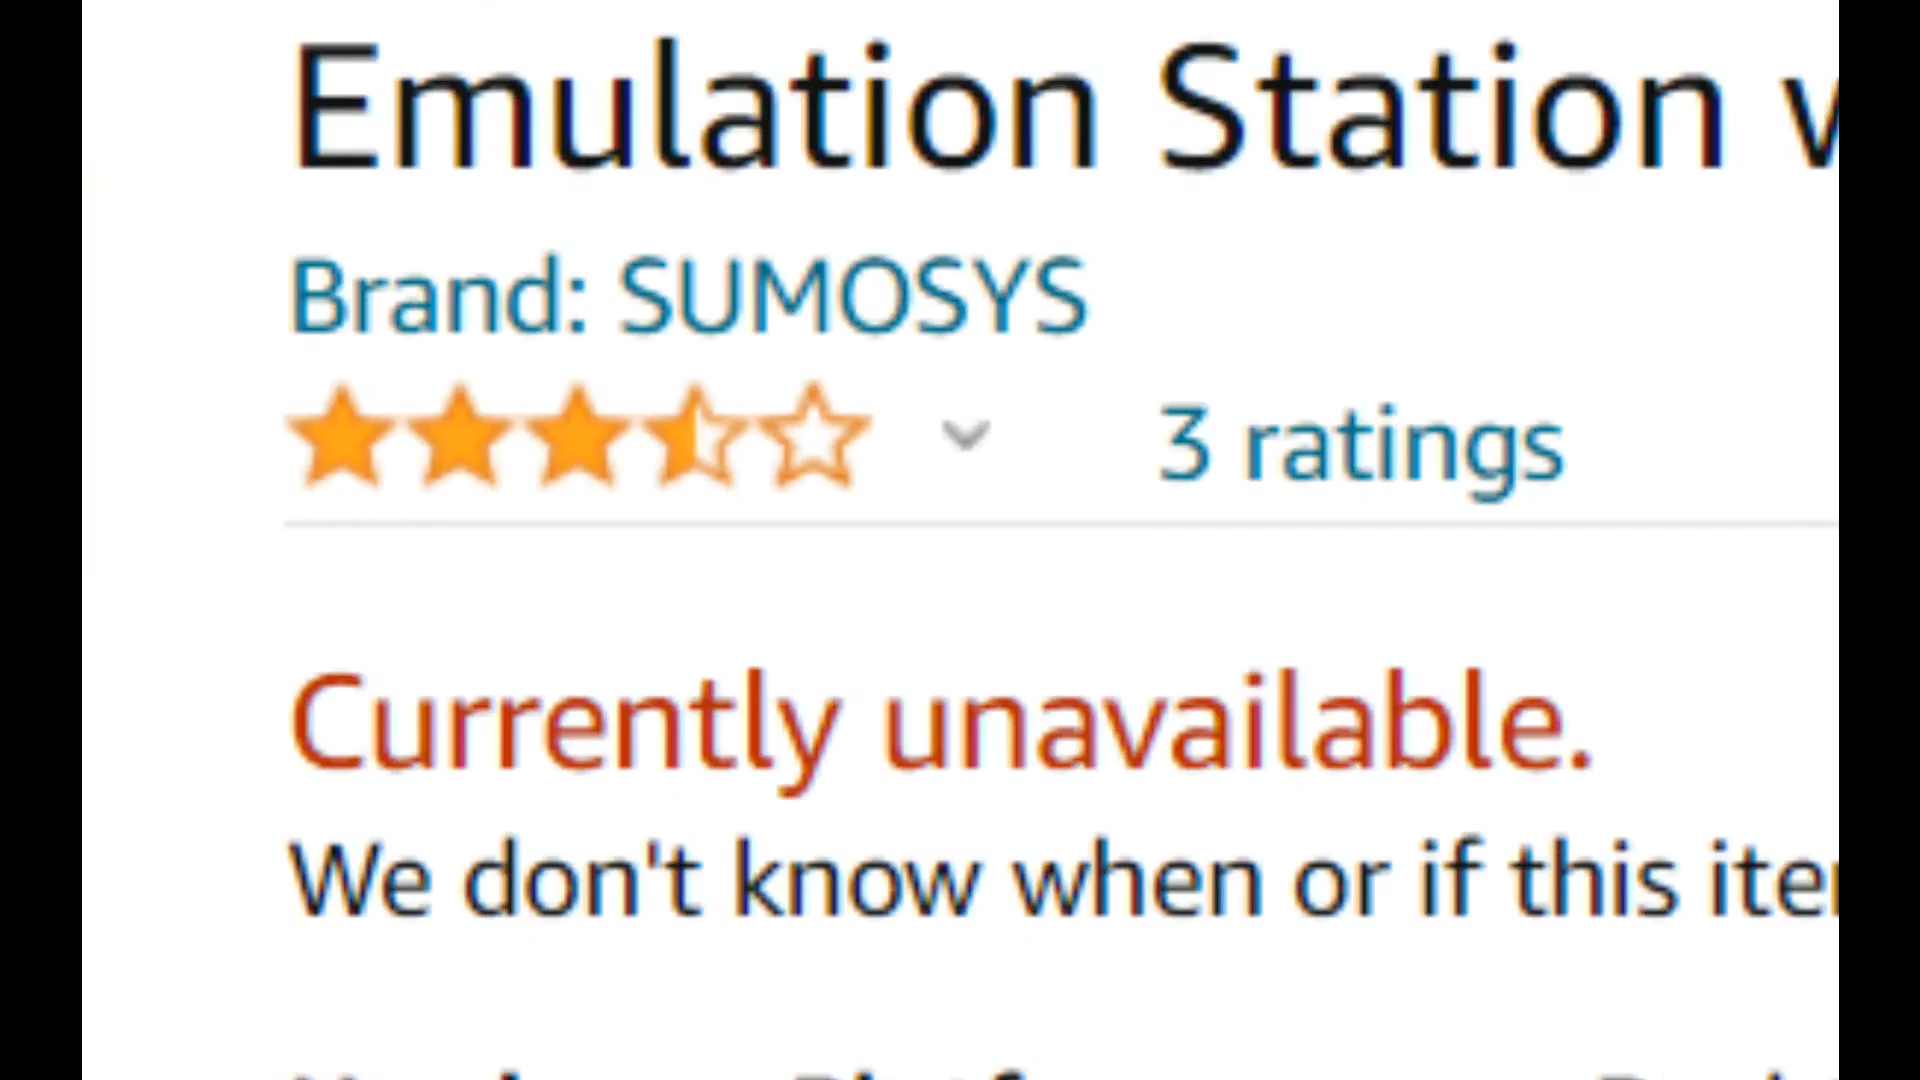 Emulation Station
Brand: SUMOSYS
3 ratings
Currently unavailable.
We don't know when or if this